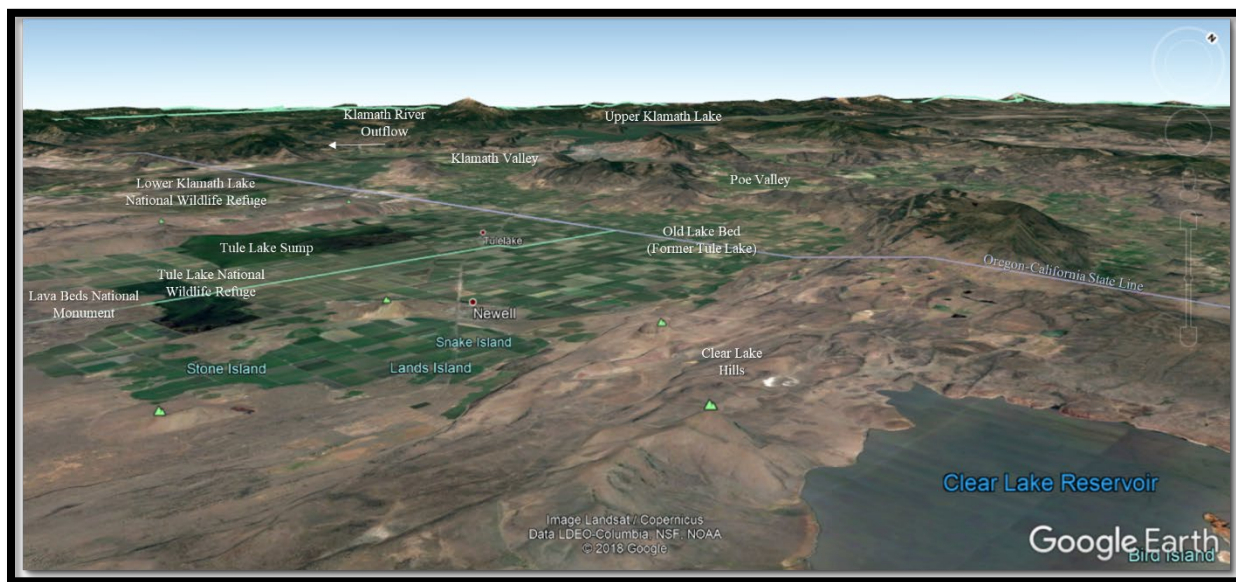 N
Klamath River
Outflow
Upper Klamath Lake
Klamath Valley
Poe Valley
Lower Klamath Lake
National Wildlife Refuge
Old Lake Bed
(Former Tule Lake)
Tulelake
Tule Lake Sump
Oregon-California State Line
Tule Lake National
Wildlife Refuge
Lava Beds National
Monument
Newell
Snake Island
Clear Lake
Hills
Stone Island
Lands Island
Clear Lake Reservoir
Image Landsat / Copernicus
Data LDEO-Columbia, NSF, NOAA
© 2018 Google
Google Earth
Bird Island